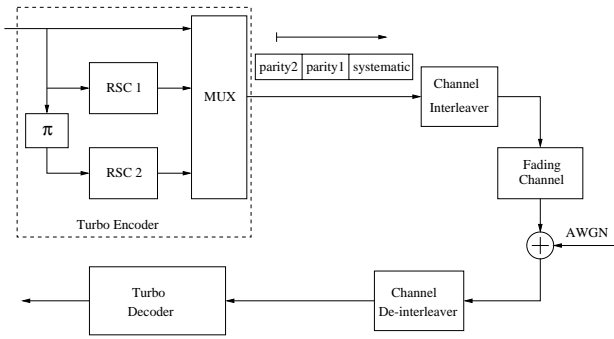 RSC 1
MUX
π
RSC 2
Turbo Encoder
parity2 parity1 systematic
Channel
Interleaver
Fading
Channel
AWGN
Turbo
Decoder
Channel
De-interleaver